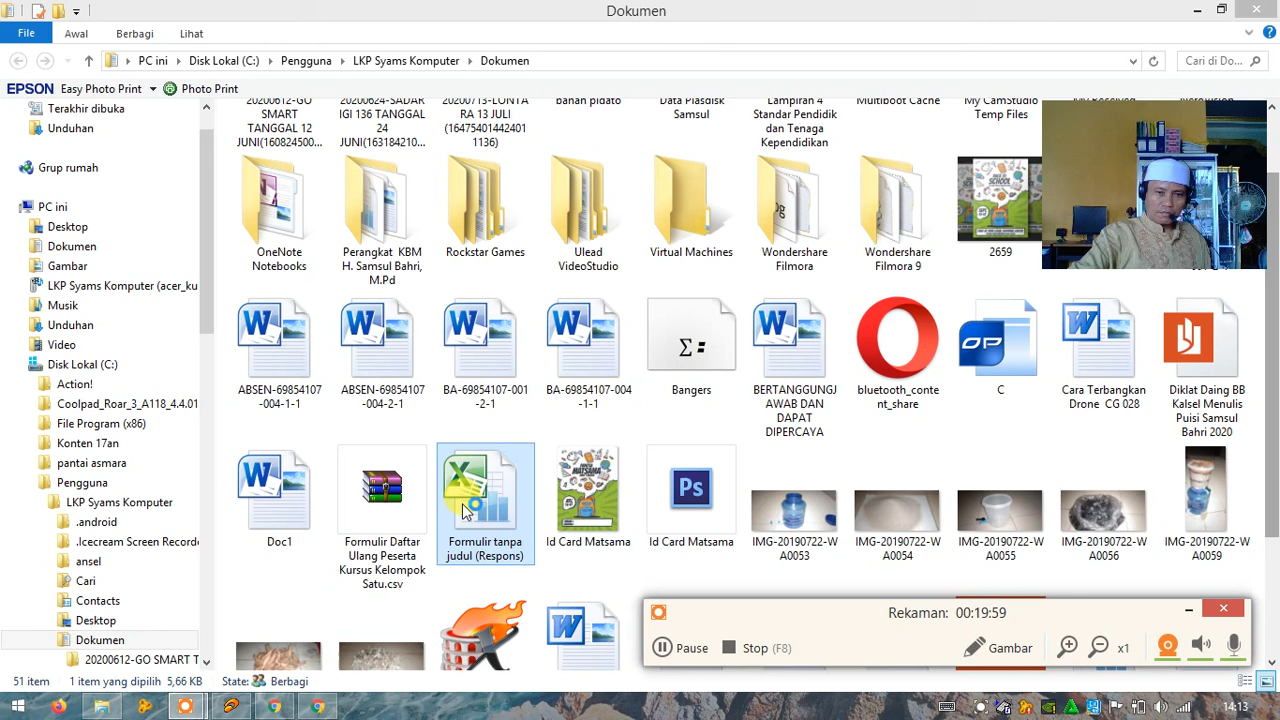 Dokumen
File
Awal
Berbagi
Lihat
PC ini
Disk Lokal (C:)
Pengguna
LKP Syams Komputer
Dokumen
Cari di Do...
EPSON
Easy Photo Print
Photo Print
Terakhir dibuka
Unduhan
Grup rumah
PC ini
Desktop
Dokumen
Gambar
LKP Syams Komputer (acer_ku
Musik
Unduhan
Video
Disk Lokal (C:)
Action!
Coolpad_Roar_3_A118_4.4.01
File Program (x86)
Konten 17an
pantai asmara
Pengguna
LKP Syams Komputer
.android
.Icecream Screen Recorde
ansel
Cari
Contacts
Desktop
Dokumen
20200612-GO SMART T
20200612-GO
SMART
TANGGAL 12
JUNI(160824500...
20200624-SADAR
IGI 136 TANGGAL
24
JUNI(163184210...
20200713-LONTA
RA 13 JULI
(16475401442401
1136)
bahan pidato
Data Flasdisk
Samsul
Lampiran 4
Standar Pendidik
dan Tenaga
Kependidikan
Multiboot Cache
My CamStudio
Temp Files
OneNote
Notebooks
Perangkat KBM
H. Samsul Bahri,
M.Pd
Rockstar Games
Ulead
VideoStudio
Virtual Machines
Wondershare
Filmora
Wondershare
Filmora 9
2659
ABSEN-69854107
-004-1-1
ABSEN-69854107
-004-2-1
BA-69854107-001
-2-1
BA-69854107-004
-1-1
Bangers
BERTANGGUNGJ
AWAB DAN
DAPAT
DIPERCAYA
bluetooth_conte
nt_share
OP
C
Cara Terbangkan
Drone CG 028
Diklat Daing BB
Kalsel Menulis
Puisi Samsul
Bahri 2020
Doc1
Formulir Daftar
Ulang Peserta
Kursus Kelompok
Satu.csv
Formulir tanpa
judul (Respons)
Id Card Matsama
Ps
Id Card Matsama
IMG-20190722-W
A0053
IMG-20190722-W
A0054
IMG-20190722-W
A0055
IMG-20190722-W
A0056
IMG-20190722-W
A0059
Rekaman: 00:19:59
Pause
Stop (F8)
Gambar
x1
51 item
1 item yang dipilih 5,66 KB
State:
Berbagi
14:13